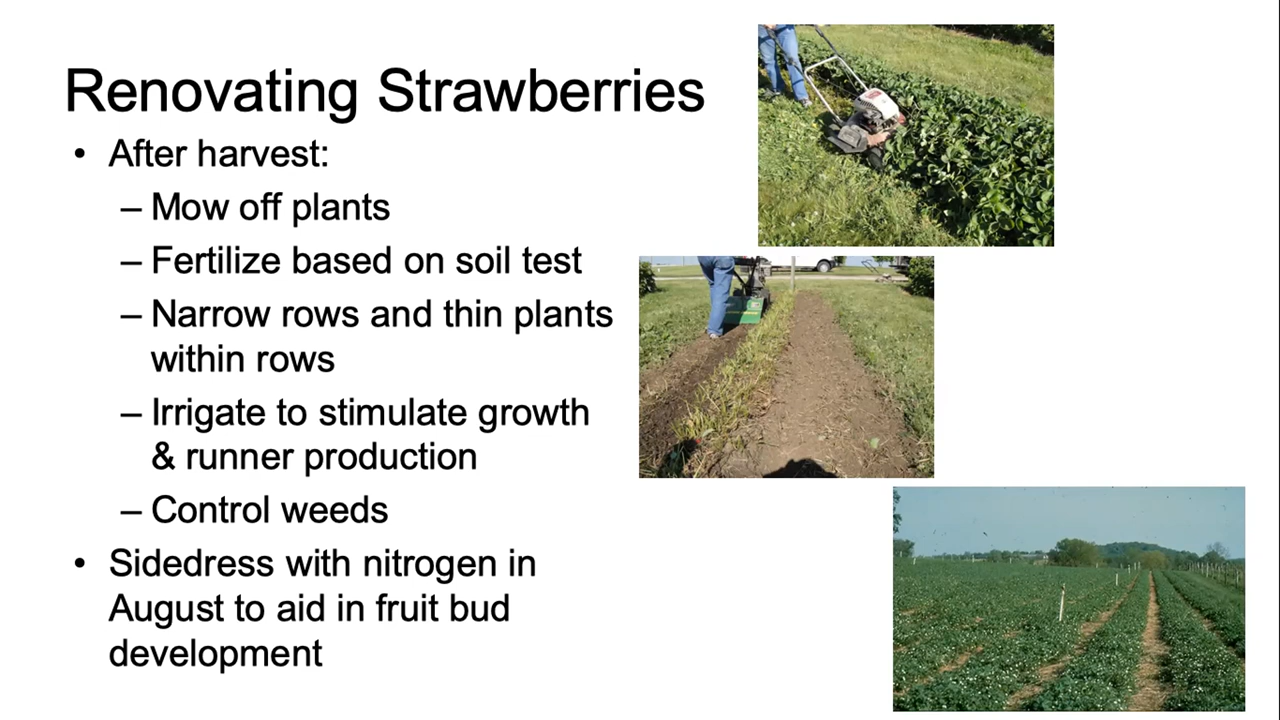 Renovating Strawberries
• After harvest:
– Mow off plants
– Fertilize based on soil test
– Narrow rows and thin plants
within rows
– Irrigate to stimulate growth
& runner production
– Control weeds
• Sidedress with nitrogen in
August to aid in fruit bud
development